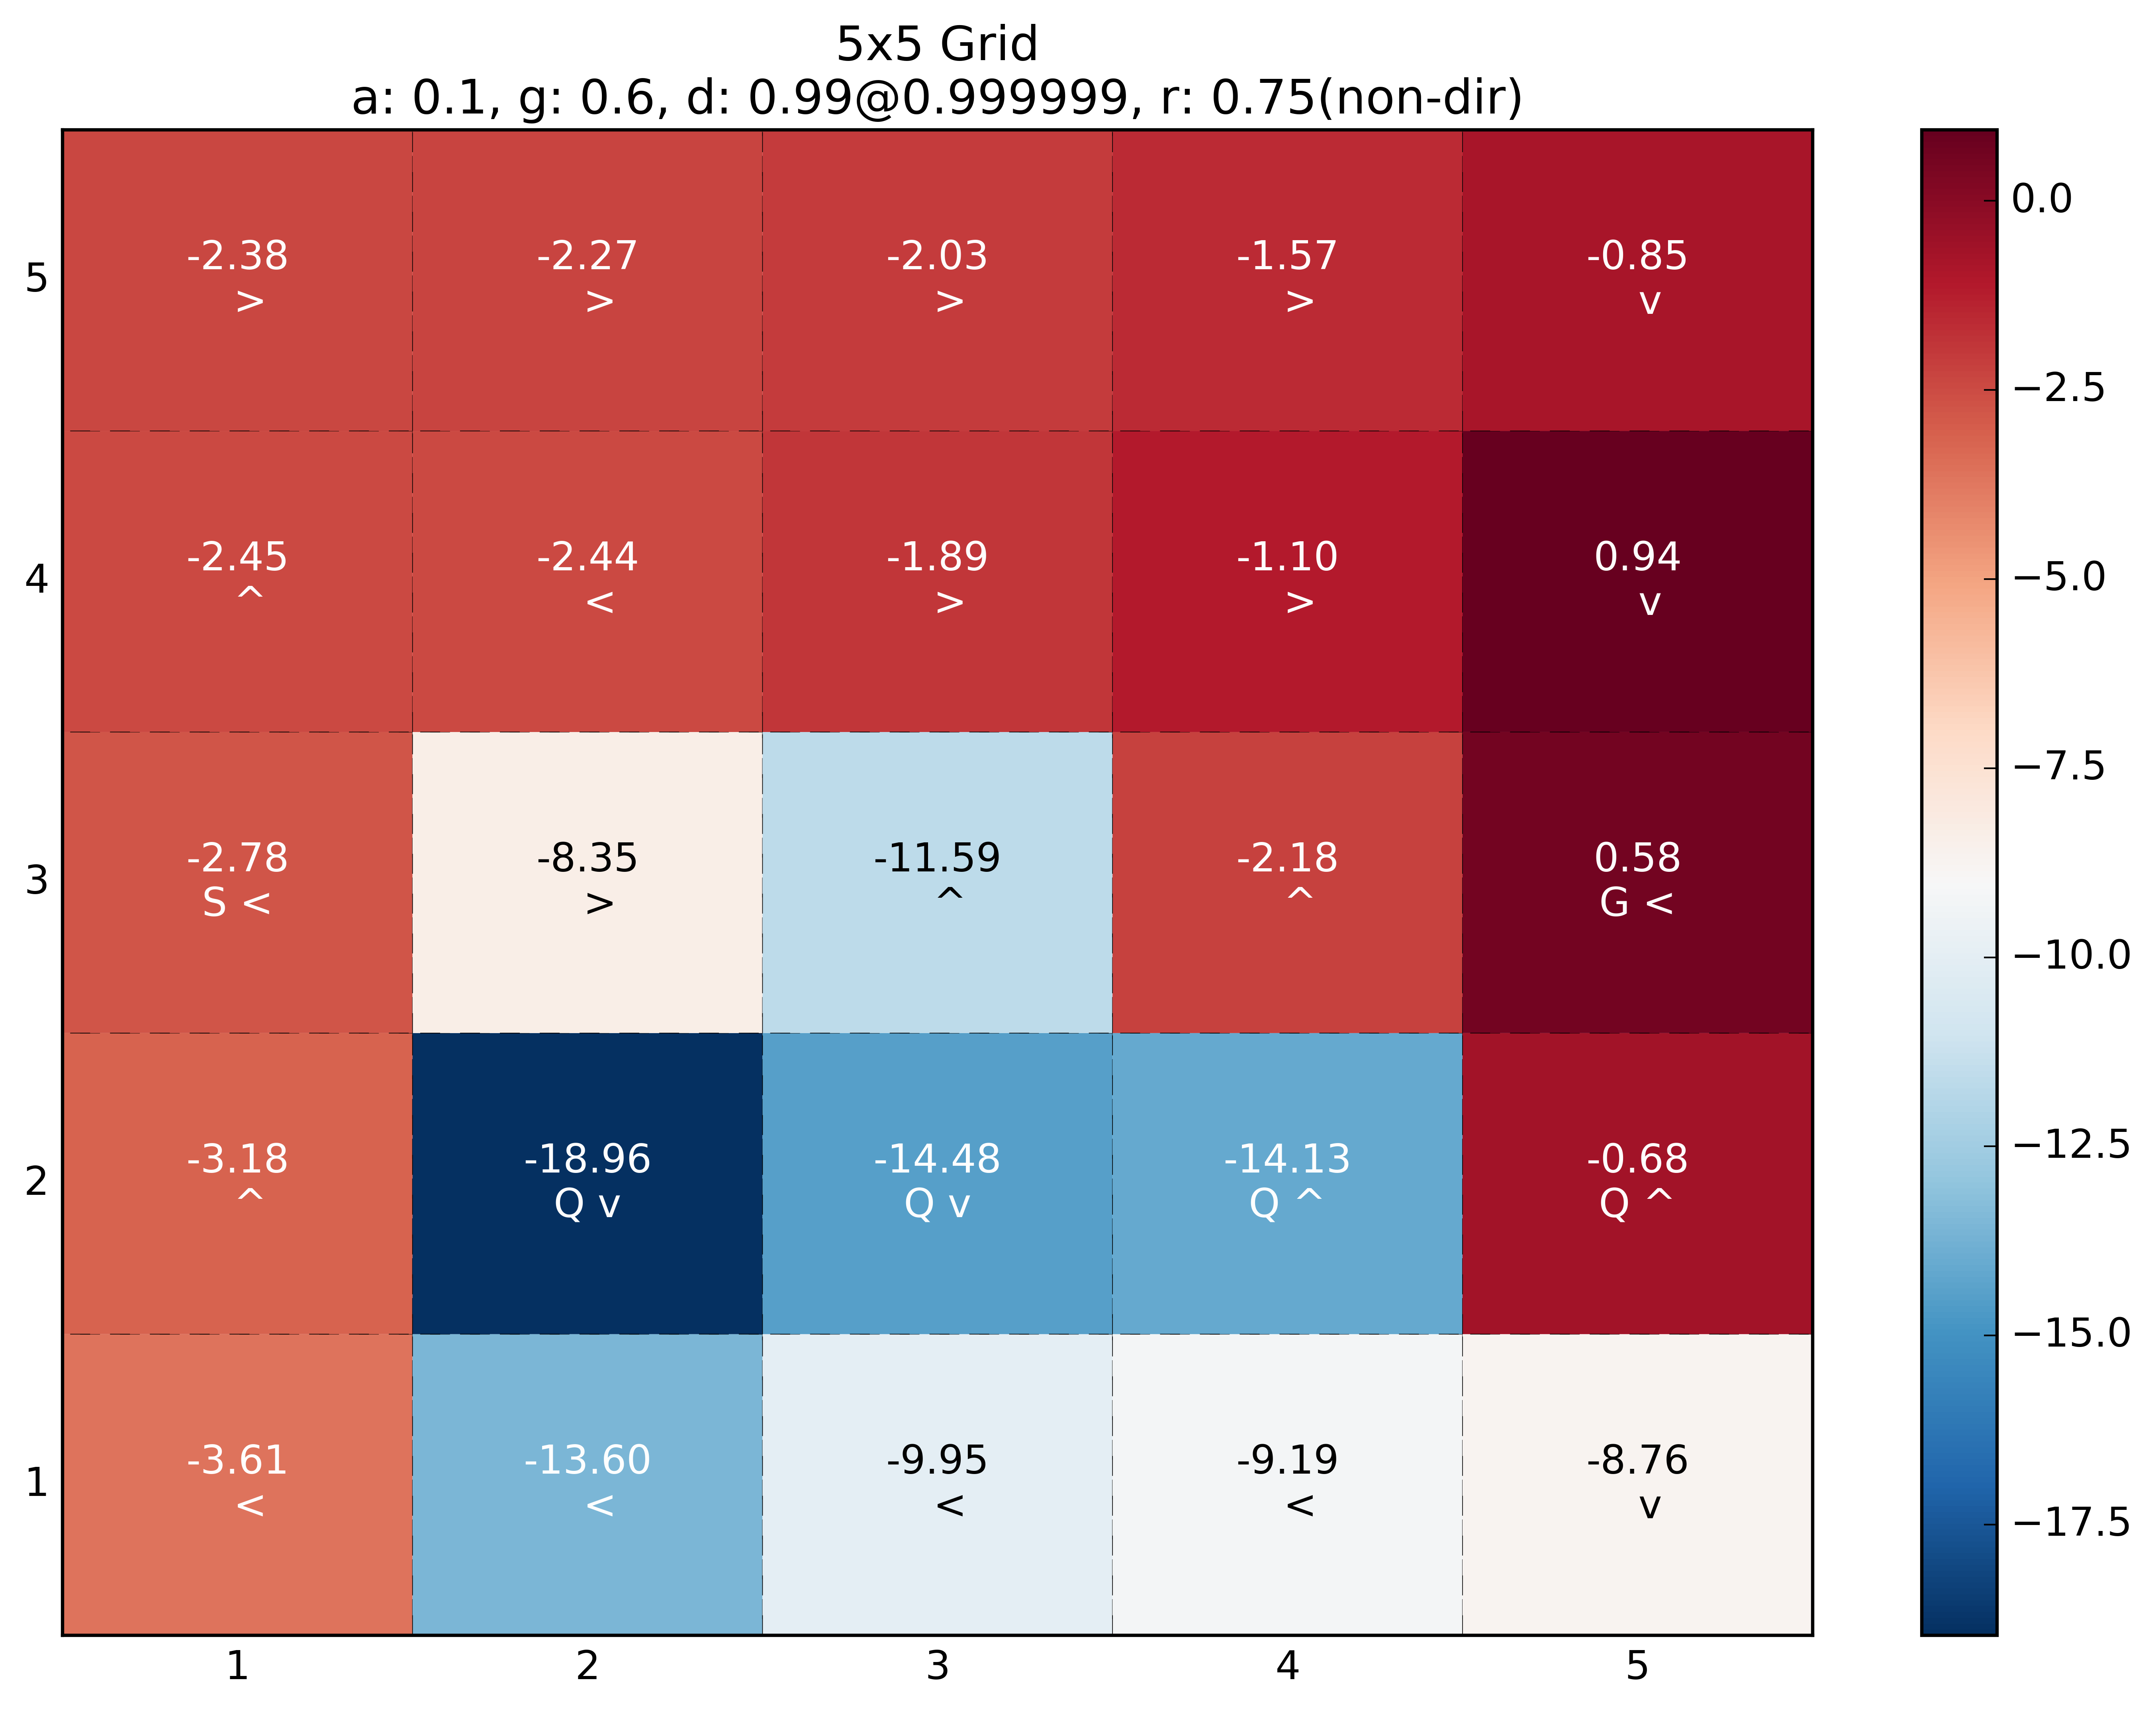 5x5 Grid
a: 0.1, g: 0.6, d: 0.99@0.999999, r: 0.75(non-dir)
5 -2.38 -2.27 -2.03 -1.57 -0.85
> > > > v
4 -2.45 -2.44 -1.89 -1.10 0.94
^ < > > v
3 -2.78 -8.35 -11.59 -2.18 0.58
S < > ^ ^ G <
2 -3.18 -18.96 -14.48 -14.13 -0.68
^ Q v Q v Q ^ Q ^
1 -3.61 -13.60 -9.95 -9.19 -8.76
< < < < v
1 2 3 4 5
0.0
−2.5
−5.0
−7.5
−10.0
−12.5
−15.0
−17.5